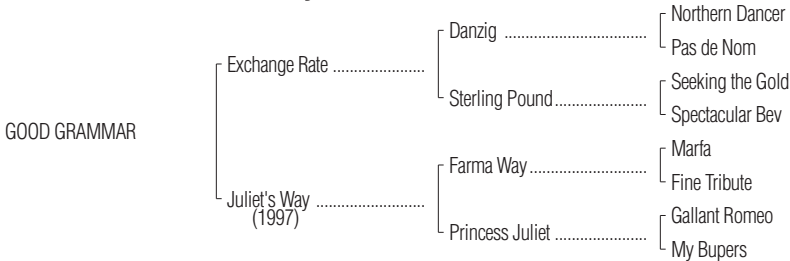 Northern Dancer
Danzig ..................................
Pas de Nom
Exchange Rate ......................
Seeking the Gold
Sterling Pound......................
Spectacular Bev
GOOD GRAMMAR
Marfa
Farma Way............................
Fine Tribute
Juliet's Way ..........................
(1997)
Gallant Romeo
Princess Juliet ......................
My Bupers